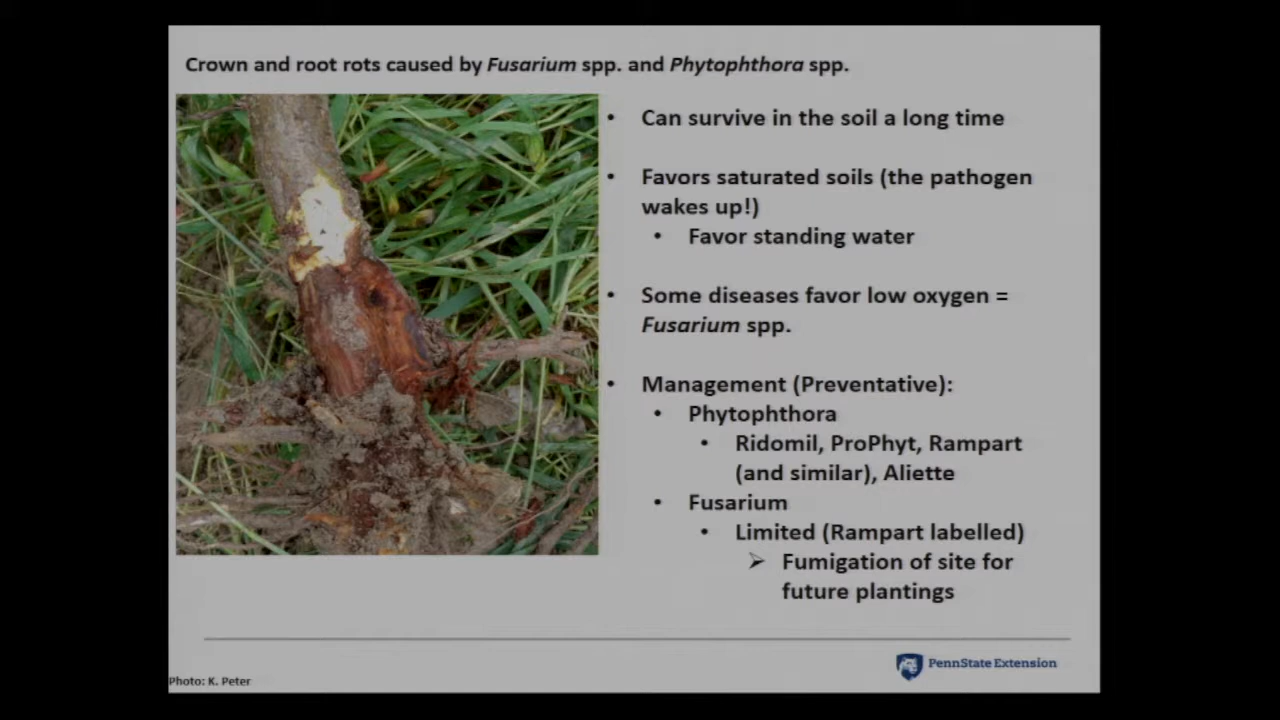 Crown and root rots caused by Fusarium spp. and Phytophthora spp.
• Can survive in the soil a long time
• Favors saturated soils (the pathogen
wakes up!)
• Favor standing water
• Some diseases favor low oxygen =
Fusarium spp.
• Management (Preventative):
• Phytophthora
• Ridomil, ProPhyt, Rampart
(and similar), Aliette
• Fusarium
• Limited (Rampart labelled)
➢ Fumigation of site for
future plantings
PennState Extension
Photo: K. Peter